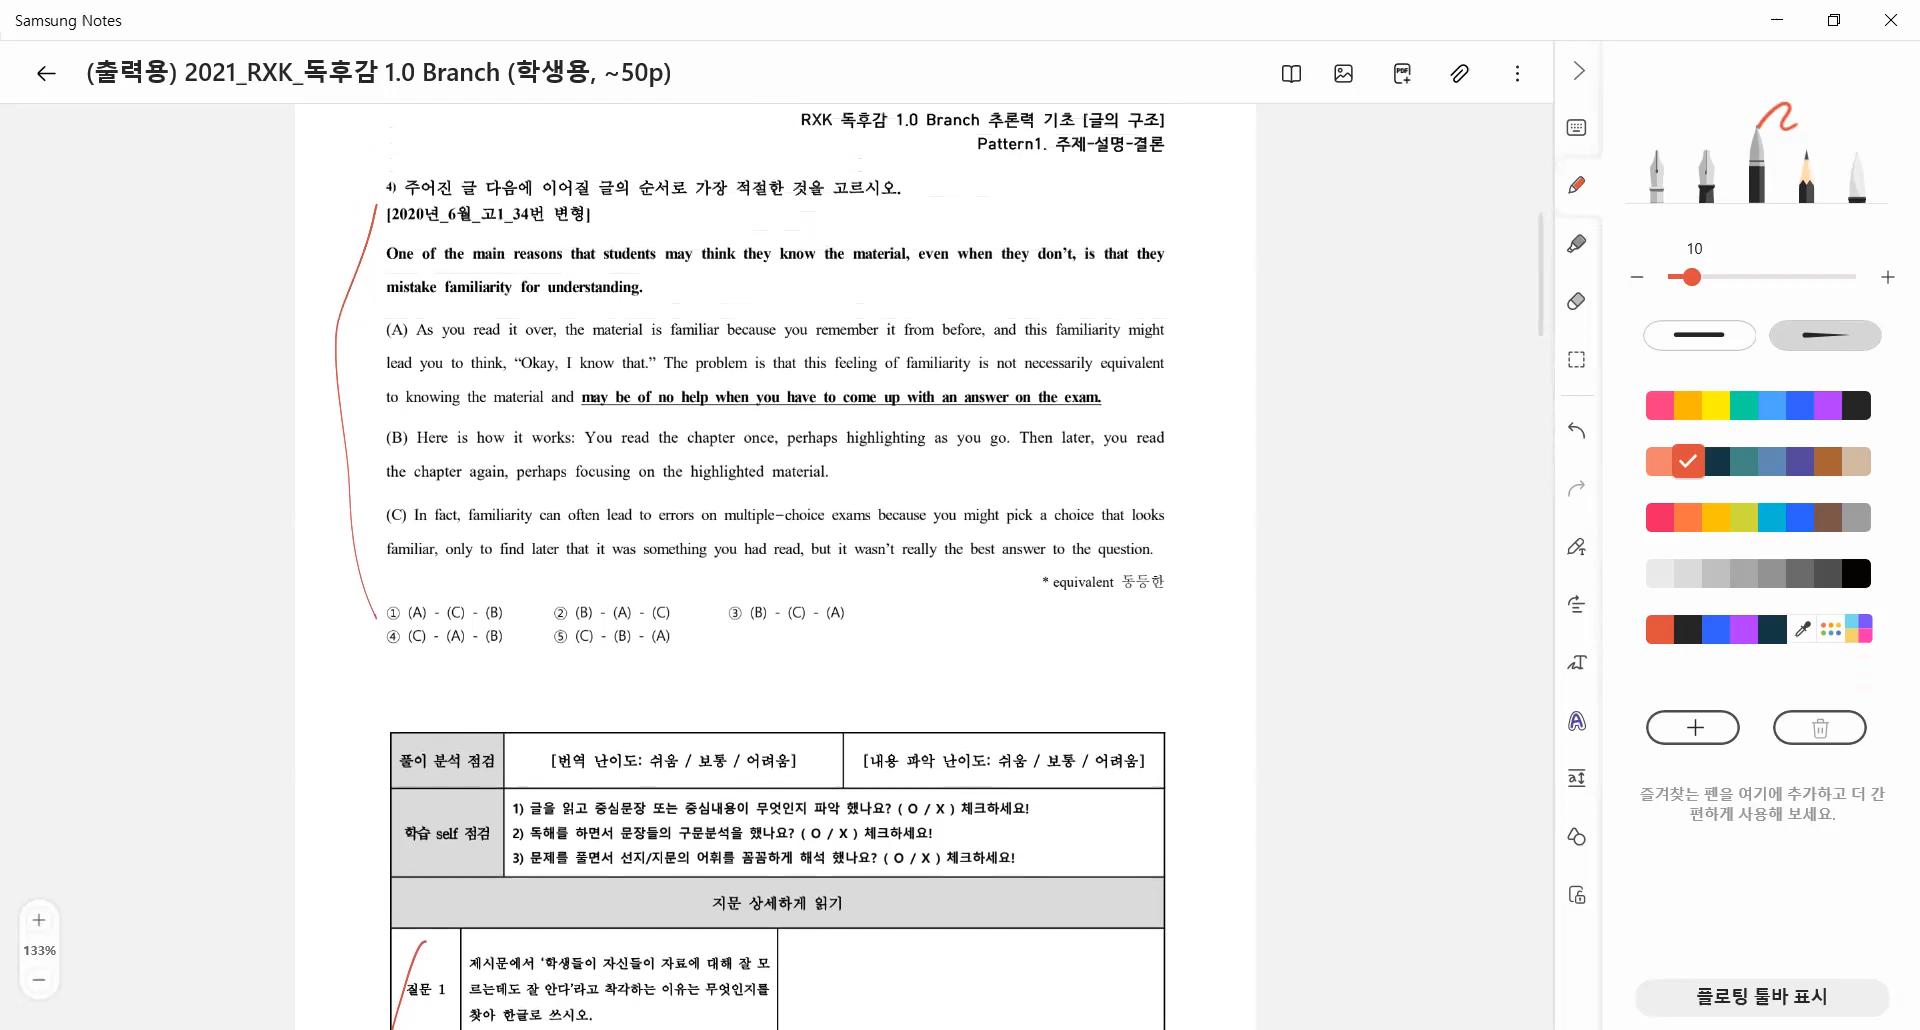 Samsung Notes
(출력용) 2021_RXK_독후감 1.0 Branch (학생용, ~50p)
RXK 독후감 1.0 Branch 추론력 기초 [글의 구조]
Pattern1. 주제-설명-결론
4) 주어진 글 다음에 이어질 글의 순서로 가장 적절한 것을 고르시오.
[2020년_6월_고1_34번 변형]
One of the main reasons that students may think they know the material, even when they don’t, is that they
mistake familiarity for understanding.
(A) As you read it over, the material is familiar because you remember it from before, and this familiarity might
lead you to think, “Okay, I know that.” The problem is that this feeling of familiarity is not necessarily equivalent
to knowing the material and may be of no help when you have to come up with an answer on the exam.
(B) Here is how it works: You read the chapter once, perhaps highlighting as you go. Then later, you read
the chapter again, perhaps focusing on the highlighted material.
(C) In fact, familiarity can often lead to errors on multiple-choice exams because you might pick a choice that looks
familiar, only to find later that it was something you had read, but it wasn’t really the best answer to the question.
* equivalent 동등한
① (A) - (C) - (B) ② (B) - (A) - (C) ③ (B) - (C) - (A)
④ (C) - (A) - (B) ⑤ (C) - (B) - (A)
풀이 분석 점검 [번역 난이도: 쉬움 / 보통 / 어려움] [내용 파악 난이도: 쉬움 / 보통 / 어려움]
학습 self 점검
1) 글을 읽고 중심문장 또는 중심내용이 무엇인지 파악 했나요? ( O / X ) 체크하세요!
2) 독해를 하면서 문장들의 구문분석을 했나요? ( O / X ) 체크하세요!
3) 문제를 풀면서 선지/지문의 어휘를 꼼꼼하게 해석 했나요? ( O / X ) 체크하세요!
지문 상세하게 읽기
질문 1
제시문에서 ‘학생들이 자신들이 자료에 대해 잘 모
르는데도 잘 안다’라고 착각하는 이유는 무엇인지를
찾아 한글로 쓰시오.
133%
PDF
10
즐겨찾는 펜을 여기에 추가하고 더 간
편하게 사용해 보세요.
플로팅 툴바 표시